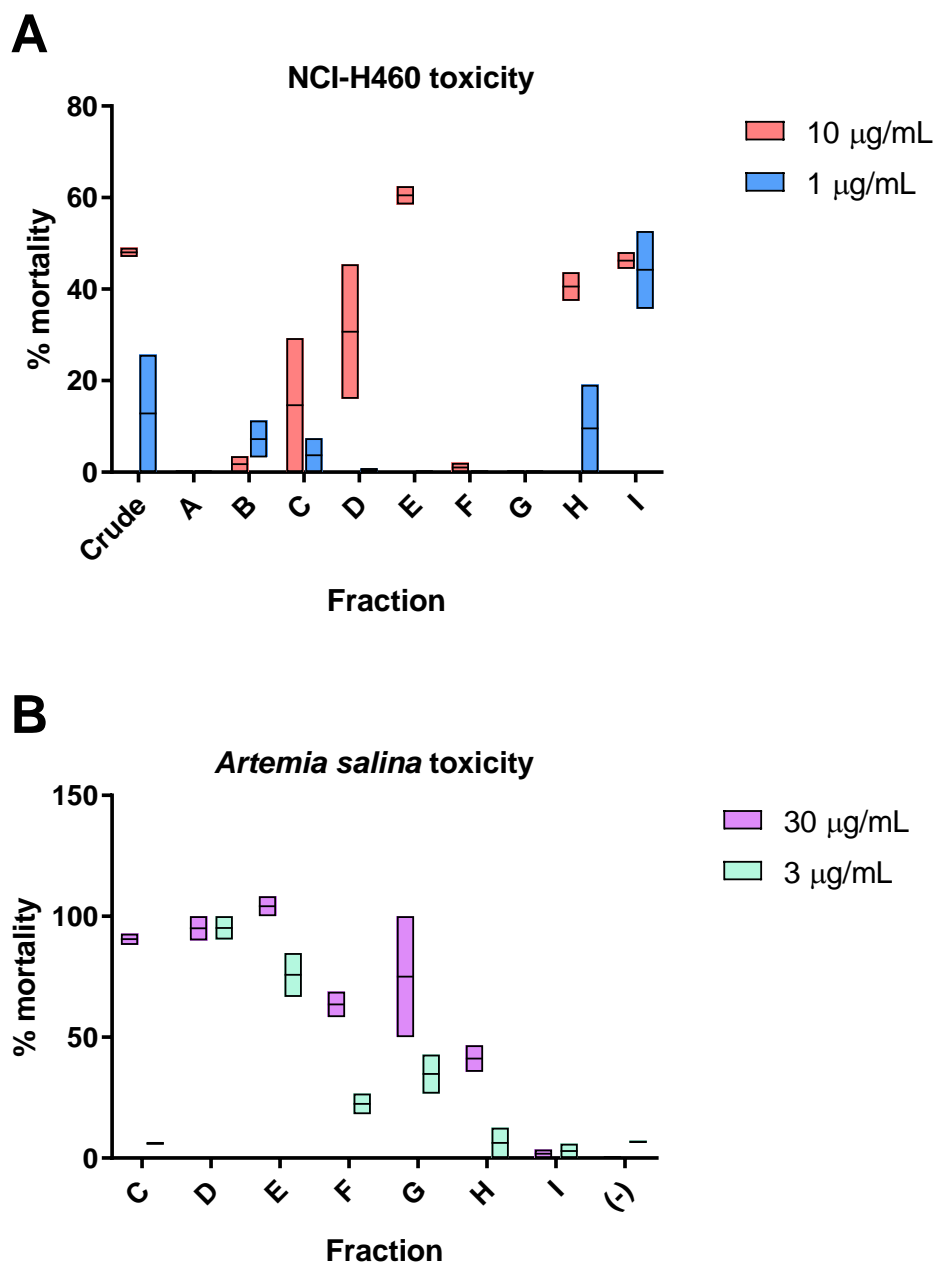 A
NCI-H460 toxicity
10 μg/mL
1 μg/mL
% mortality
80
60
40
20
0
Crude A B C D E F G H I
Fraction
B
Artemia salina toxicity
30 μg/mL
3 μg/mL
% mortality
150
100
50
0
C D E F G H I (-)
Fraction